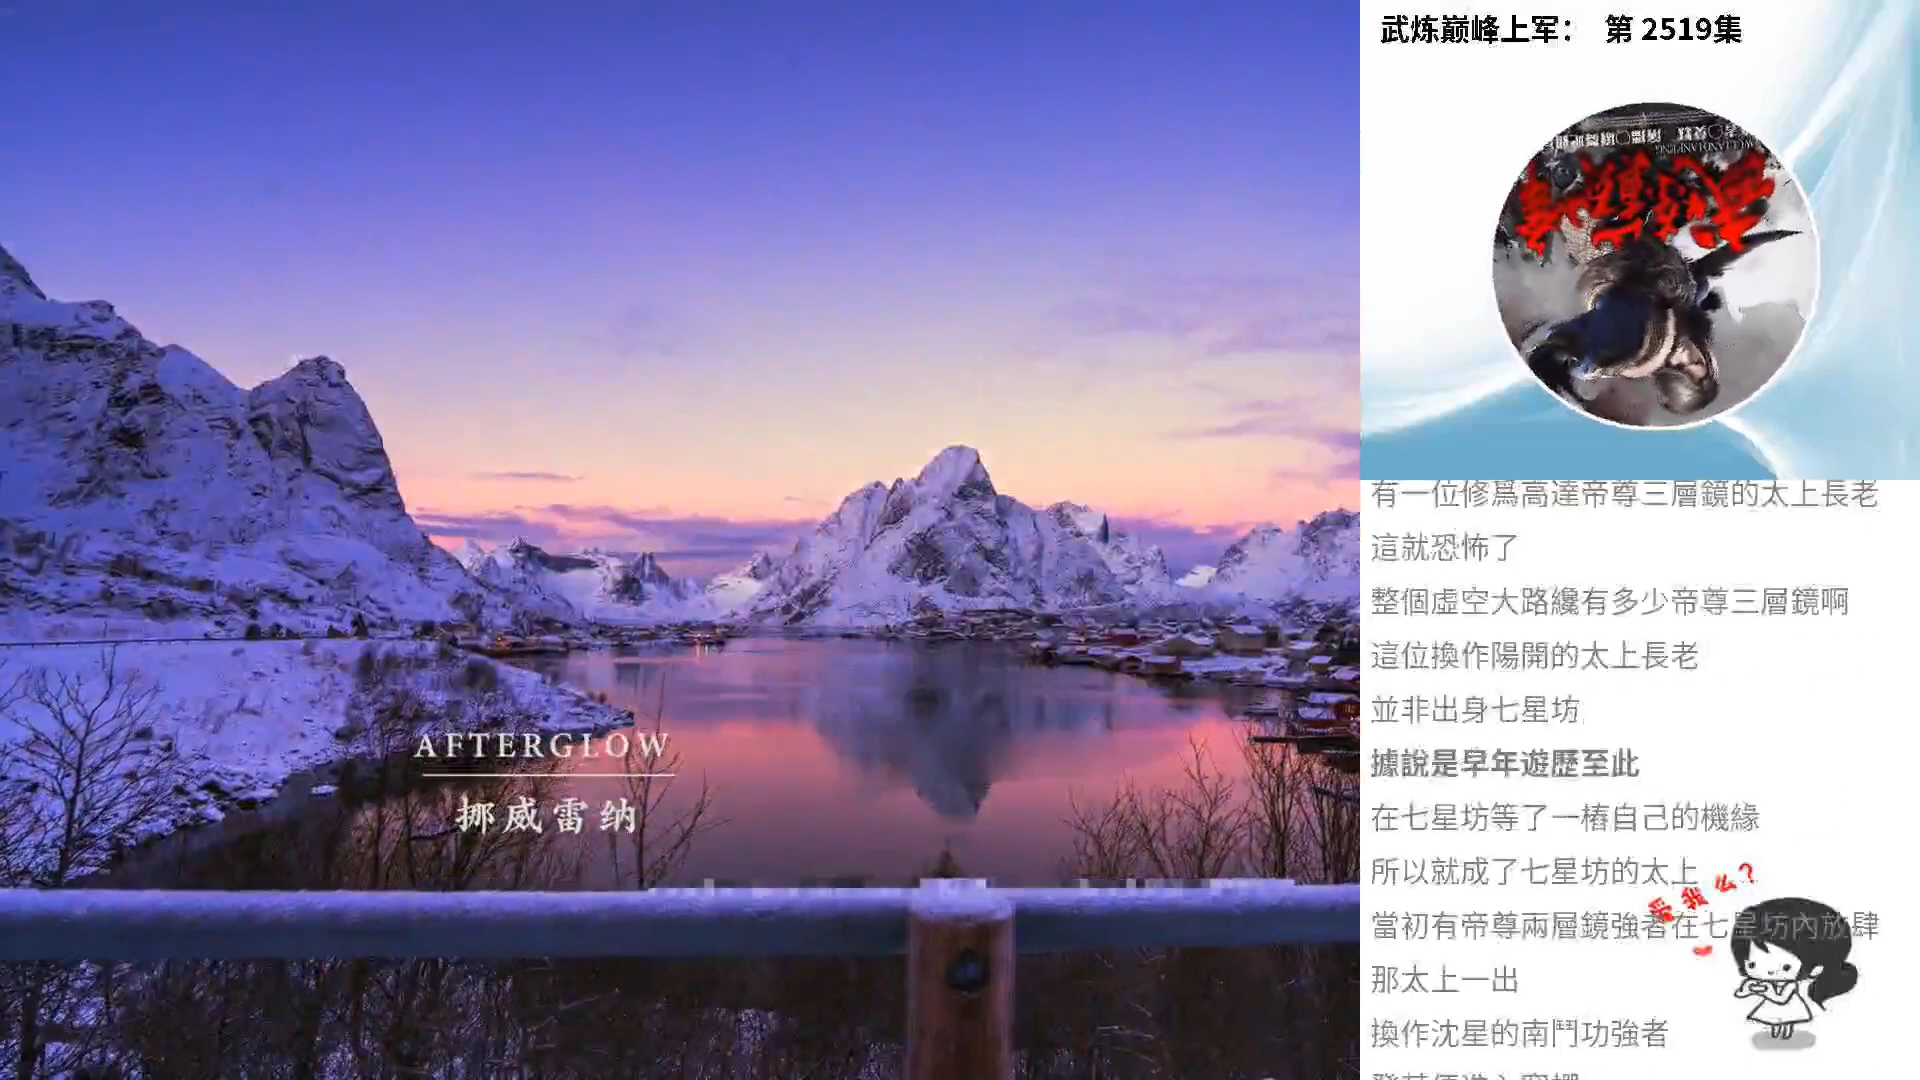 武炼巅峰上军： 第 2519集
有一位修爲高達帝尊三層鏡的太上長老
這就恐怖了
整個虛空大路纔有多少帝尊三層鏡啊
這位換作陽開的太上長老
並非出身七星坊
據說是早年遊歷至此
在七星坊等了一樁自己的機緣
所以就成了七星坊的太上
當初有帝尊兩層鏡強者在七星坊內放肆
那太上一出
換作沈星的南鬥功強者
AFTERGLOW
挪威雷纳
爱我么？